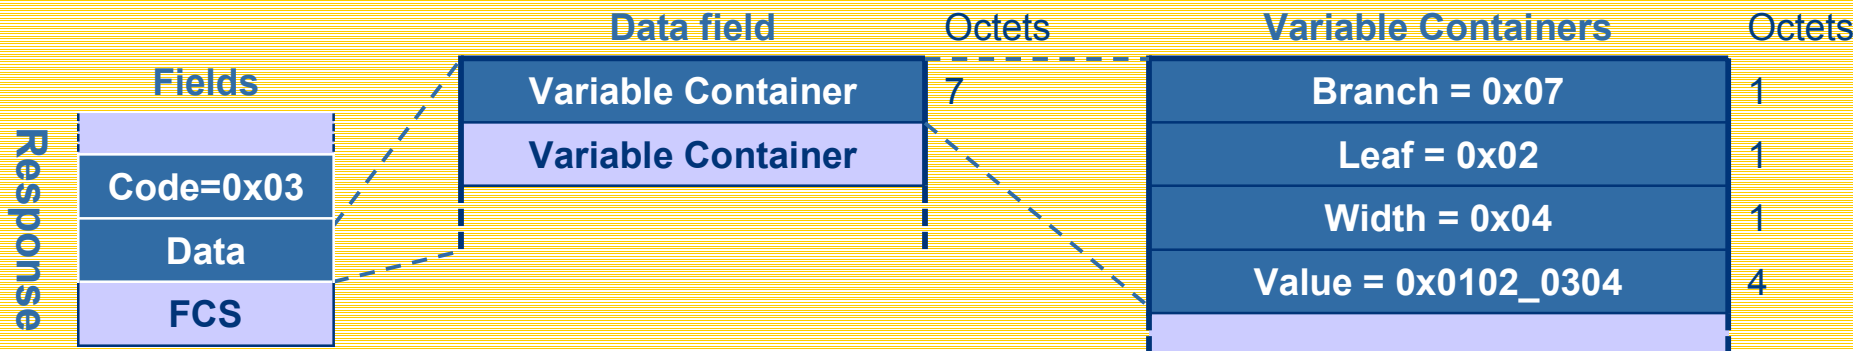 Data field
Octets
Variable Containers
Octets
Fields
Response
Code=0x03
Data
FCS
Variable Container
7
Variable Container
Branch = 0x07
1
Leaf = 0x02
1
Width = 0x04
1
Value = 0x0102_0304
4